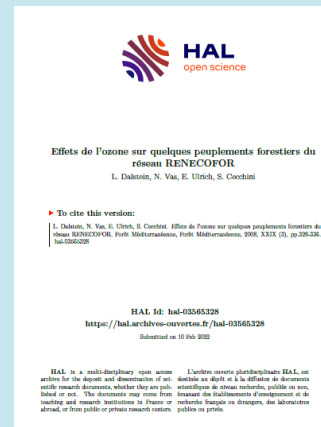 HAL
open science
Effets de l'ozone sur quelques peuplements forestiers du
réseau RENECOFOR
L. Dalstein, N. Vas, E. Ulrich, S. Cecchini
▶ To cite this version:
L. Dalstein, N. Vas, E. Ulrich, S. Cecchini. Effets de l'ozone sur quelques peuplements forestiers du
réseau RENECOFOR. Forêt Méditerranéenne, Forêt Méditerranéenne, 2008, XXIX (3), pp.329-336.
hal-03565328
HAL Id: hal-03565328
https://hal.archives-ouvertes.fr/hal-03565328
Submitted on 10 Feb 2022
HAL is a multi-disciplinary open access
archive for the deposit and dissemination of sci-
entific research documents, whether they are pub-
lished or not. The documents may come from
teaching and research institutions in France or
abroad, or from public or private research centers.
L'archive ouverte pluridisciplinaire HAL, est
destinée au dépôt et à la diffusion de documents
scientifiques de niveau recherche, publiés ou non,
émanant des établissements d'enseignement et de
recherche français ou étrangers, des laboratoires
publics ou privés.